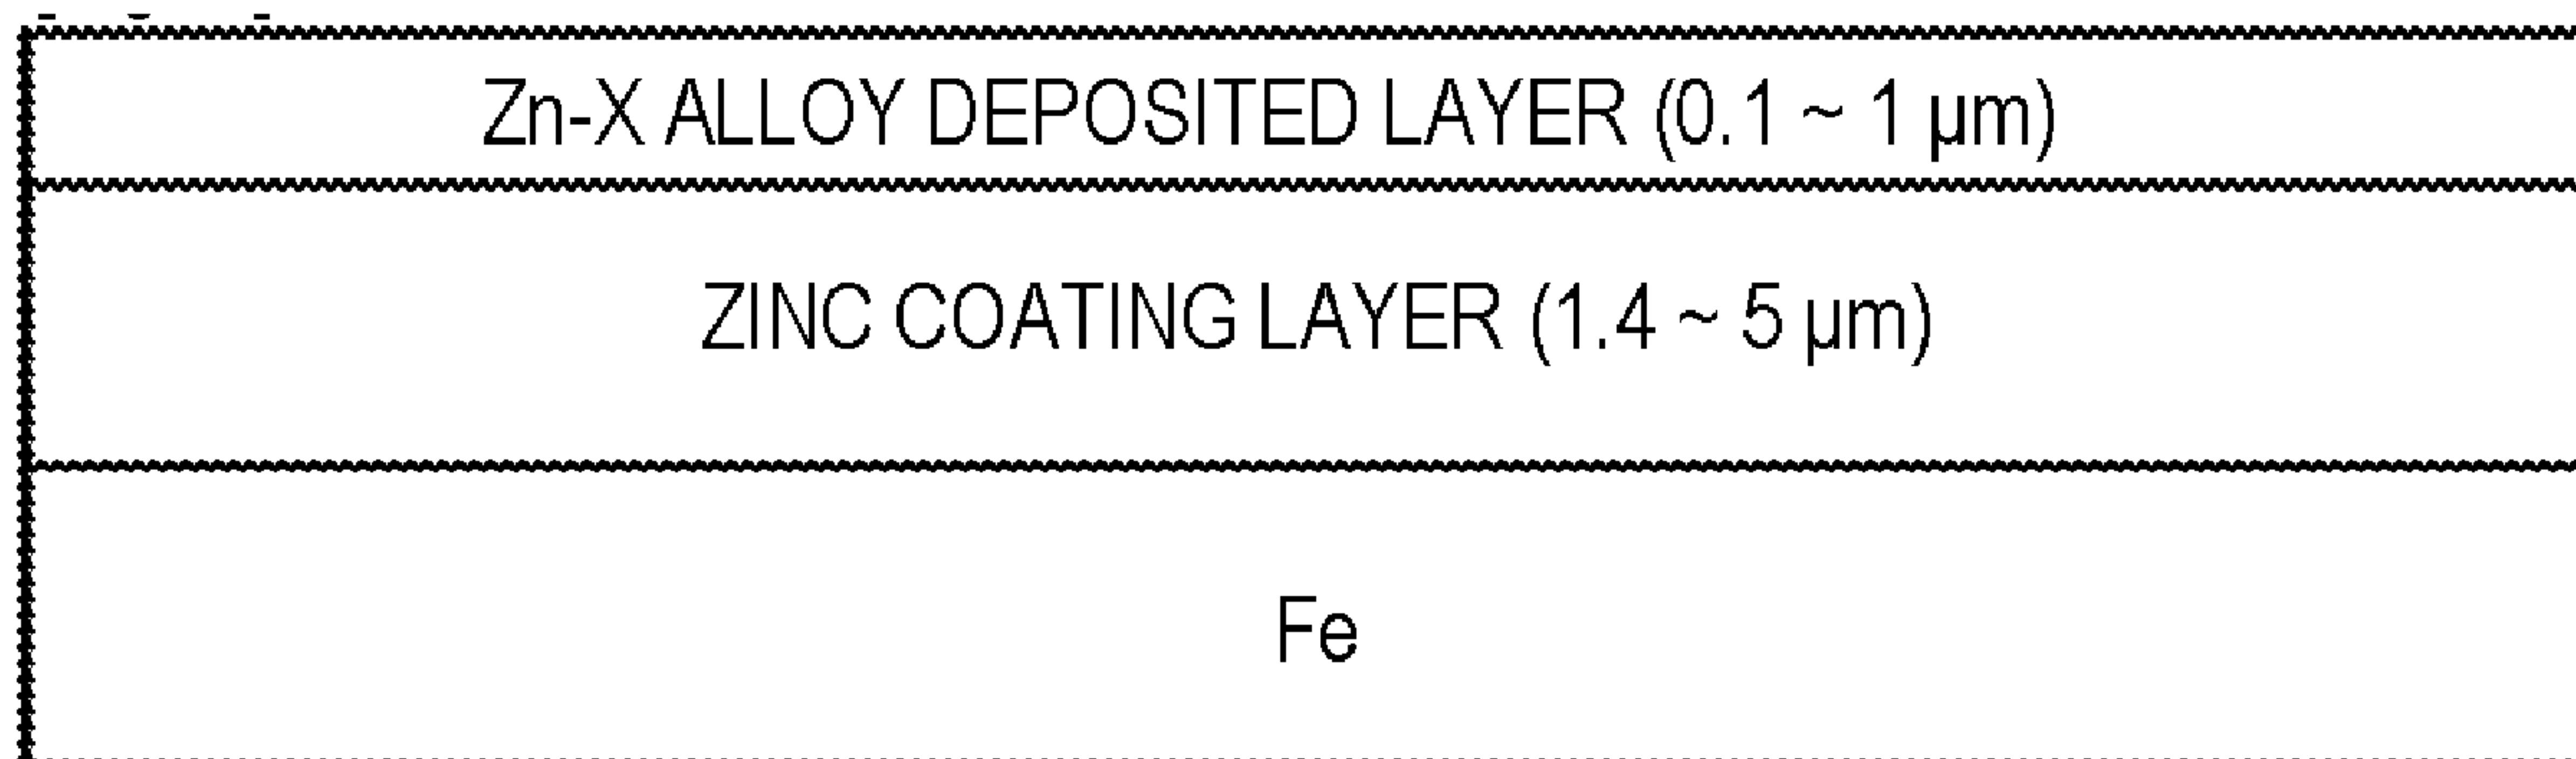 Zn-X ALLOY DEPOSITED LAYER (0.1 ~ 1 μm)
ZINC COATING LAYER (1.4 ~ 5 μm)
Fe